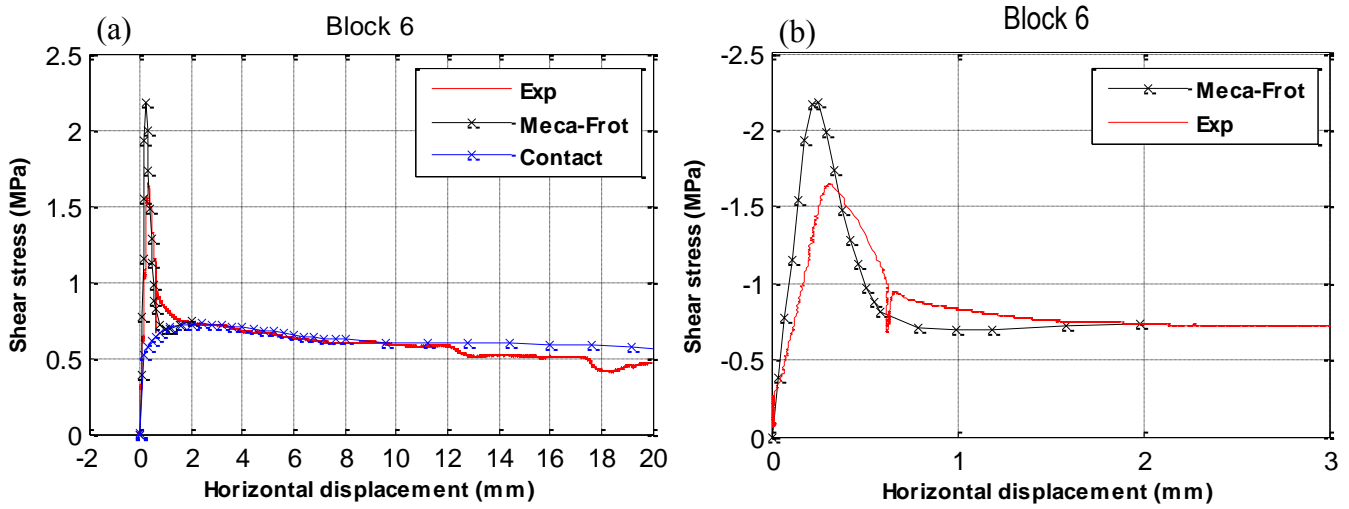 (a)
Block 6
Shear stress (MPa)
2.5
2
1.5
1
0.5
0
-2
0
2
4
6
8
10
12
14
16
18
20
Horizontal displacement (mm)
Exp
Meca-Frot
Contact
(b)
Block 6
Shear stress (MPa)
-2.5
-2
-1.5
-1
-0.5
-0
0
1
2
3
Horizontal displacement (mm)
Meca-Frot
Exp